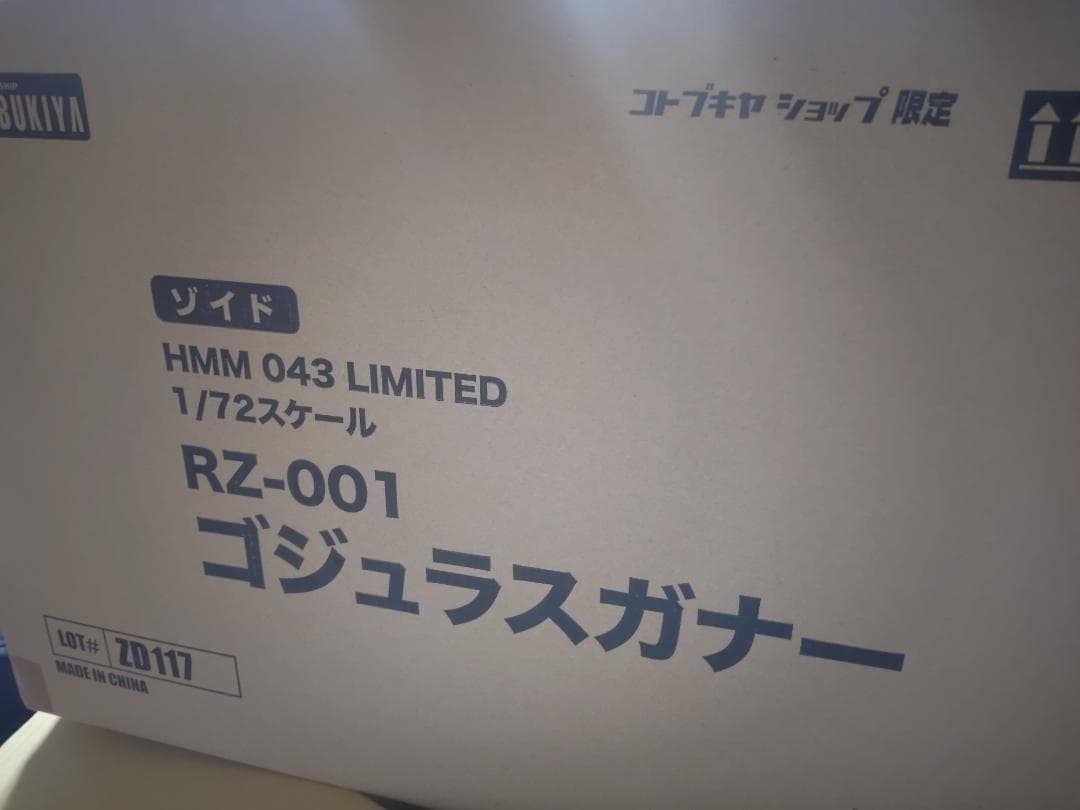 BUKIYA
コトブキヤ ショップ 限定
ゾイド
HMM 043 LIMITED
1/72スケール
RZ-001
ゴジュラスガナー
LOT# ZD117
MADE IN CHINA